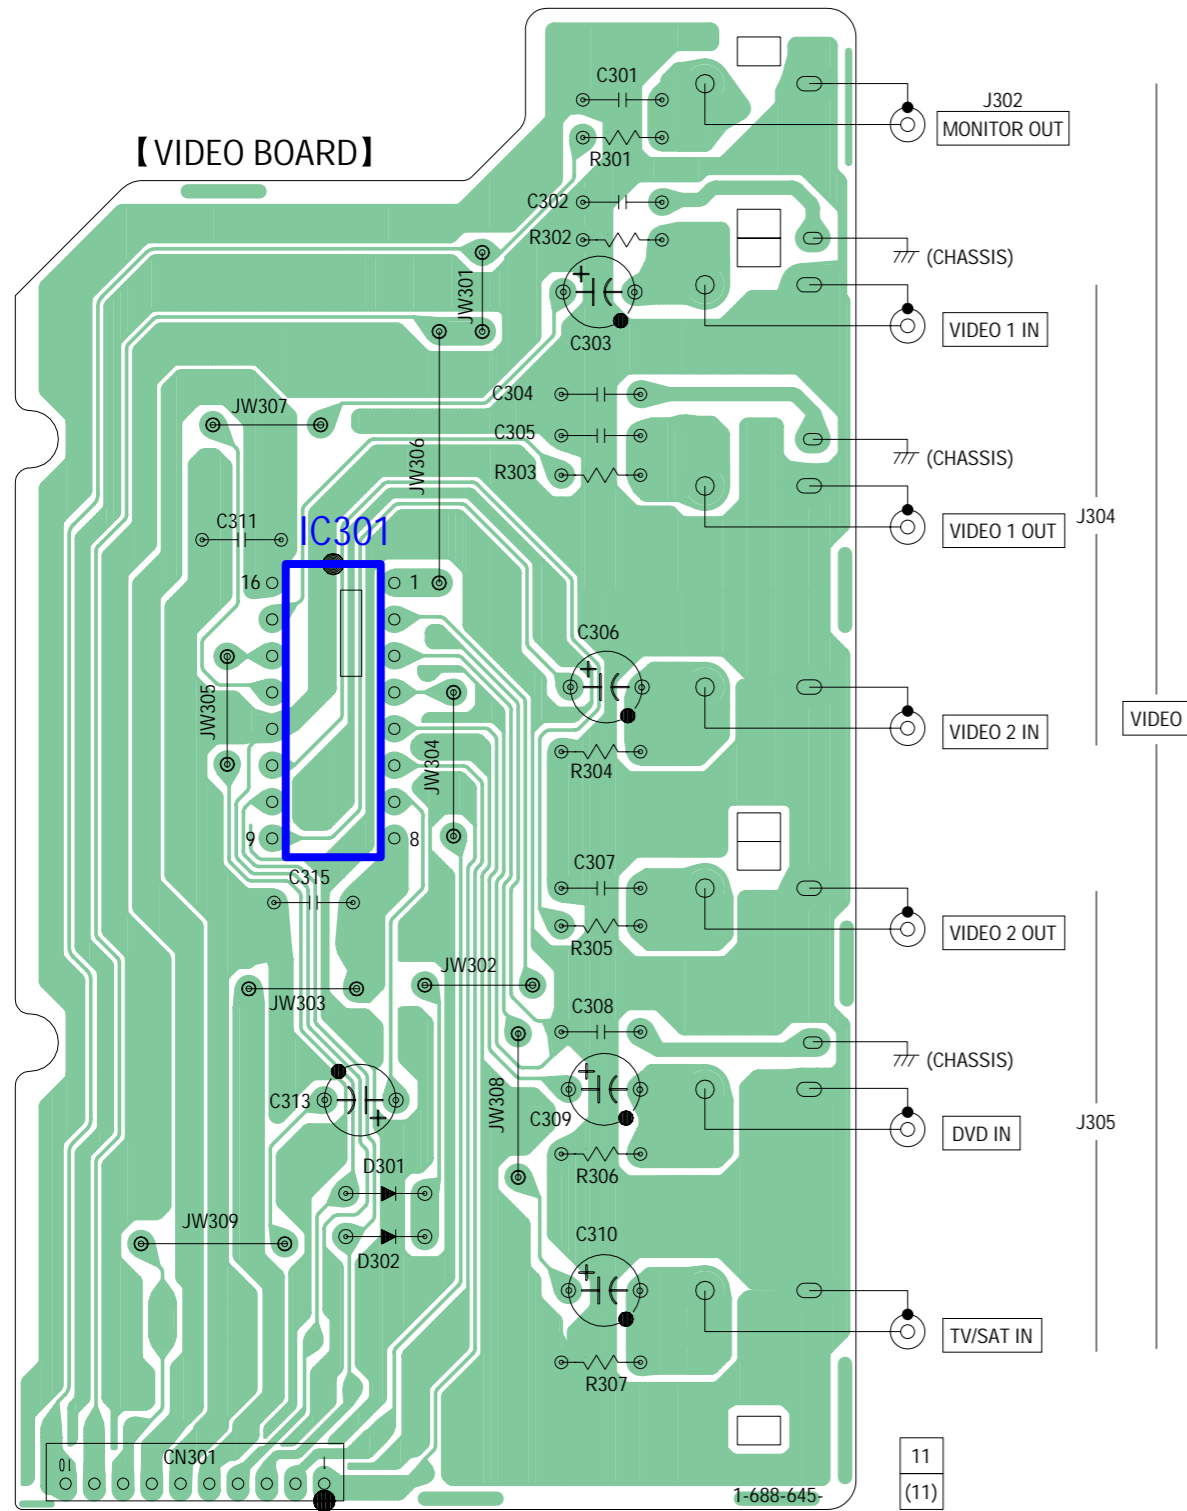 【VIDEO BOARD】
C301
J302
MONITOR OUT
R301
C302
R302
(CHASSIS)
JW301
VIDEO 1 IN
C303
C304
JW307
C305
JW306
R303
(CHASSIS)
J304
VIDEO 1 OUT
C311
IC301
16
1
C306
JW305
VIDEO
VIDEO 2 IN
JW304
R304
9
8
C307
C315
VIDEO 2 OUT
R305
JW302
JW303
C308
(CHASSIS)
C313
JW308
C309
J305
DVD IN
D301
R306
JW309
C310
D302
TV/SAT IN
R307
CN301
10
1
11
(11)
1-688-645-